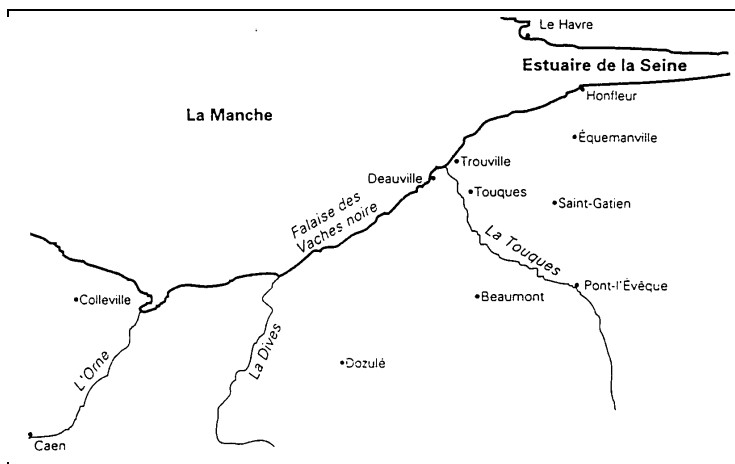 Le Havre
Estuaire de la Seine
Honfleur
La Manche
Équemanville
Trouville
Deauville
Touques
Saint-Gatien
Falaise des
Vaches noire
La Touques
Pont-l'Évêque
Beaumont
Colleville
L'Orne
La Dives
Dozulé
Caen